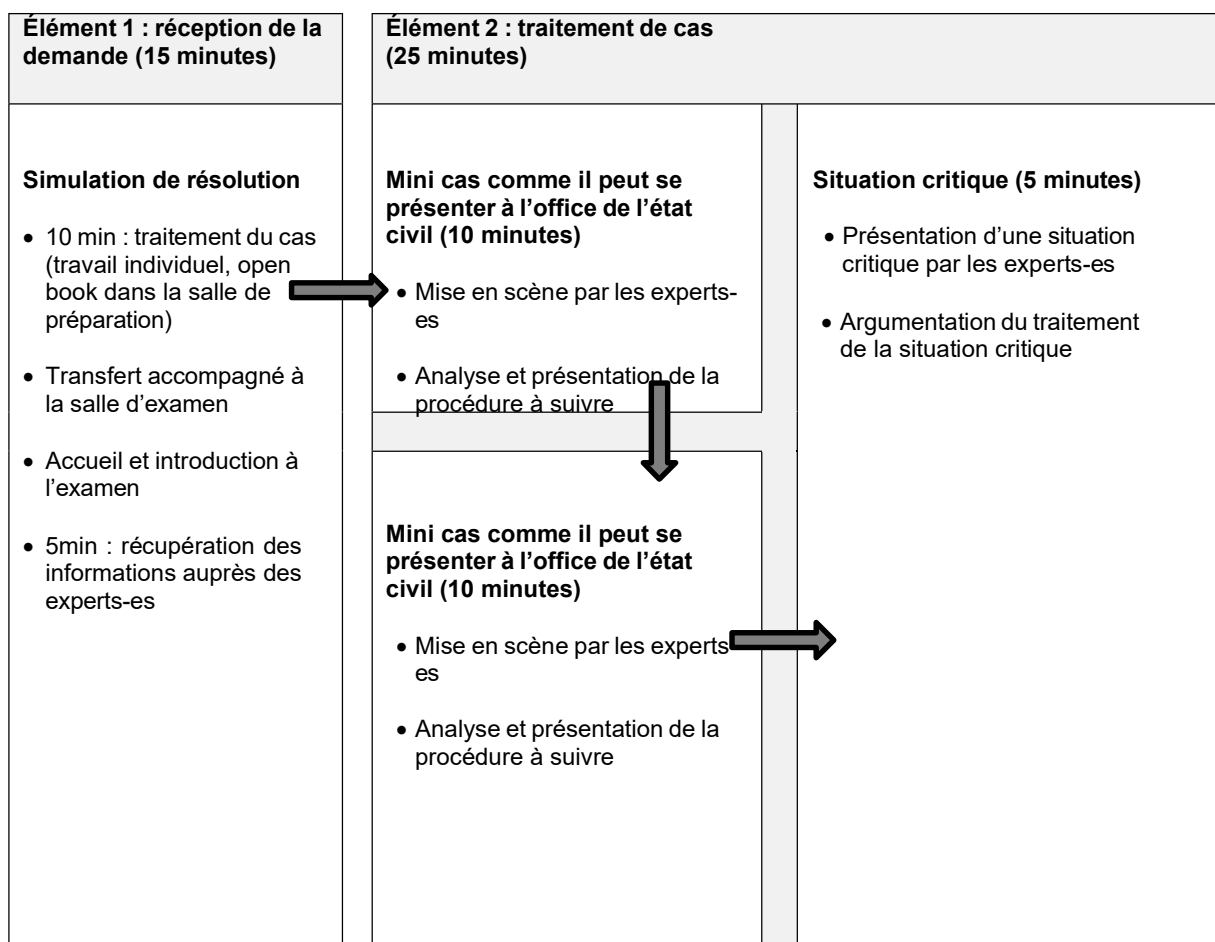 Élément 1 : réception de la
demande (15 minutes)
Simulation de résolution
• 10 min : traitement du cas
(travail individuel, open
book dans la salle de
préparation)
• Transfert accompagné à
la salle d’examen
• Accueil et introduction à
l’examen
• 5min : récupération des
informations auprès des
experts-es
Élément 2 : traitement de cas
(25 minutes)
Mini cas comme il peut se
présenter à l’office de l’état
civil (10 minutes)
• Mise en scène par les experts-
es
• Analyse et présentation de la
procédure à suivre
Mini cas comme il peut se
présenter à l’office de l’état
civil (10 minutes)
• Mise en scène par les experts-
es
• Analyse et présentation de la
procédure à suivre
Situation critique (5 minutes)
• Présentation d’une situation
critique par les experts-es
• Argumentation du traitement
de la situation critique